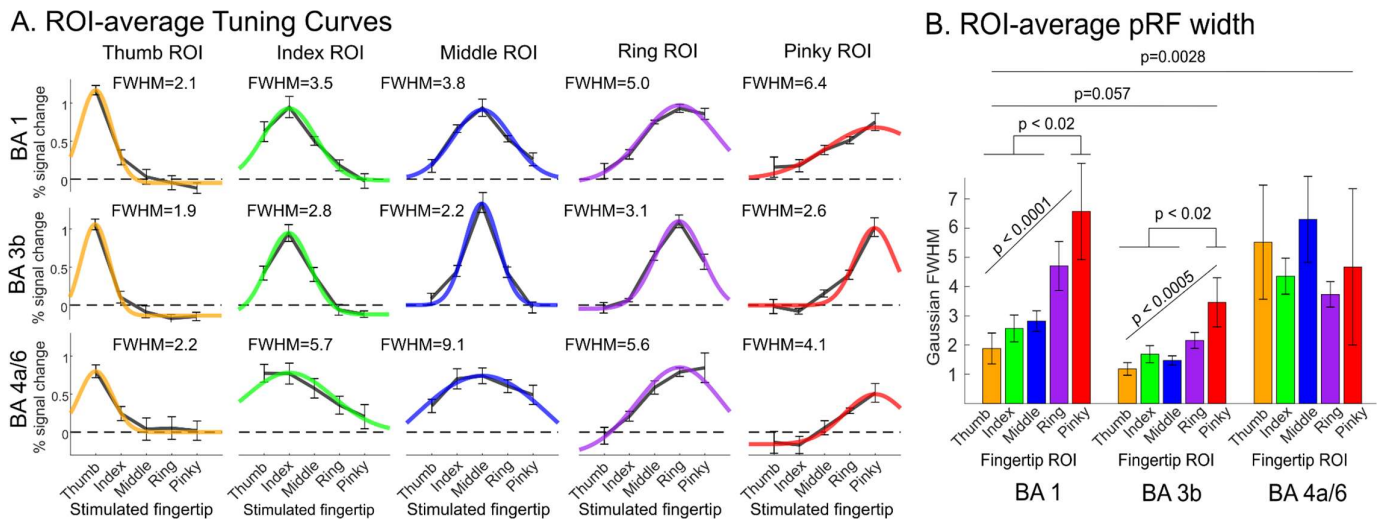 A. ROI-average Tuning Curves
Thumb ROI Index ROI Middle ROI Ring ROI Pinky ROI
BA 1
% signal change
1
0.5
0
FWHM=2.1 FWHM=3.5 FWHM=3.8 FWHM=5.0 FWHM=6.4
BA 3b
% signal change
1
0.5
0
FWHM=1.9 FWHM=2.8 FWHM=2.2 FWHM=3.1 FWHM=2.6
BA 4a/6
% signal change
1
0.5
0
FWHM=2.2 FWHM=5.7 FWHM=9.1 FWHM=5.6 FWHM=4.1
Thumb Index Middle Ring Pinky Thumb Index Middle Ring Pinky Thumb Index Middle Ring Pinky Thumb Index Middle Ring Pinky Thumb Index Middle Ring Pinky
Stimulated fingertip Stimulated fingertip Stimulated fingertip Stimulated fingertip Stimulated fingertip
B. ROI-average pRF width
p=0.0028
p=0.057
p < 0.02
p < 0.0001
p < 0.02
p < 0.0005
Gaussian FWHM
7
6
5
4
3
2
1
Thumb Index Middle Ring Pinky Thumb Index Middle Ring Pinky Thumb Index Middle Ring Pinky
Fingertip ROI Fingertip ROI Fingertip ROI
BA 1 BA 3b BA 4a/6